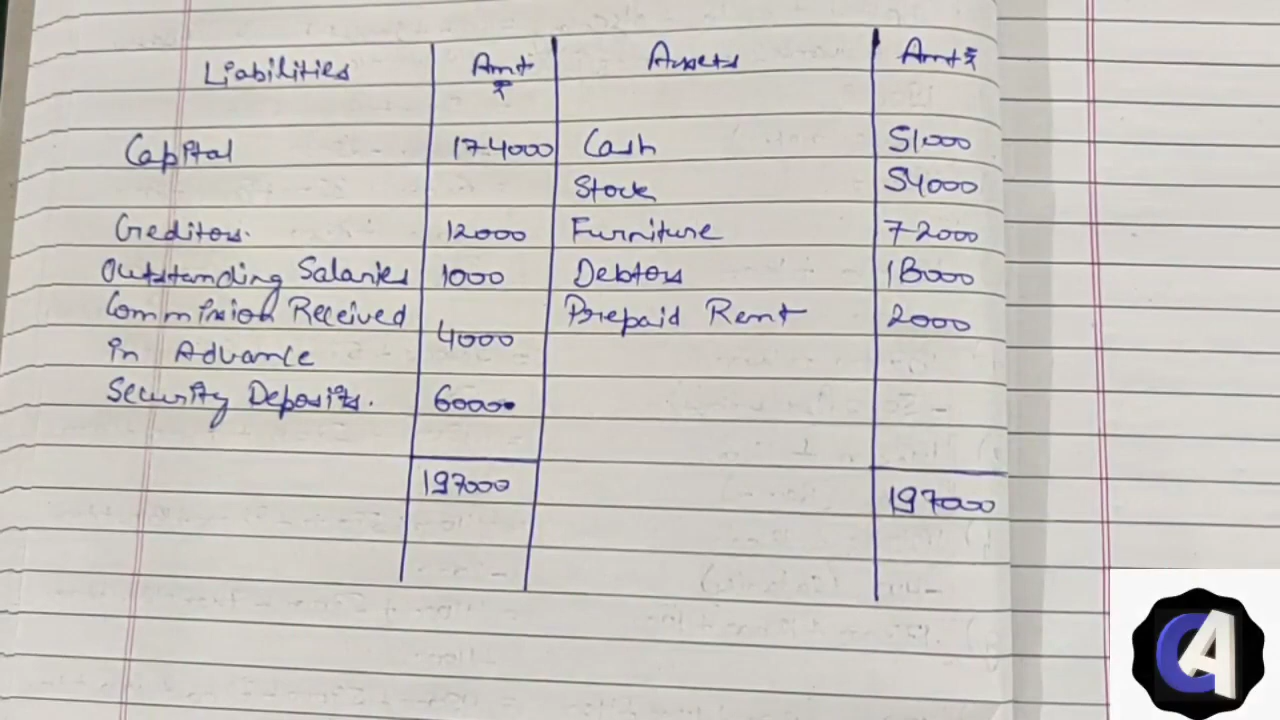 Liabilities Amt ₹ Assets Amt ₹
Capital 174000 Cash 51000
Stock 54000
Creditors. 12000 Furniture 72000
Outstanding Salaries 1000 Debtors 18000
Commission Received Prepaid Rent 2000
in Advance 4000
Security Deposits. 6000
197000 197000
CA